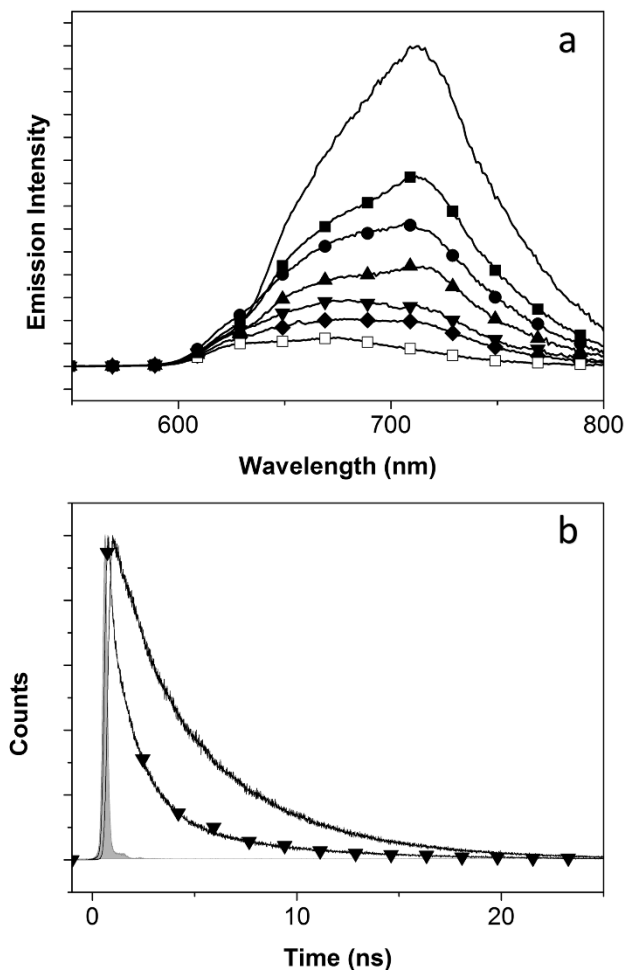 a
Emission Intensity
600 700 800
Wavelength (nm)
b
Counts
0 10 20
Time (ns)